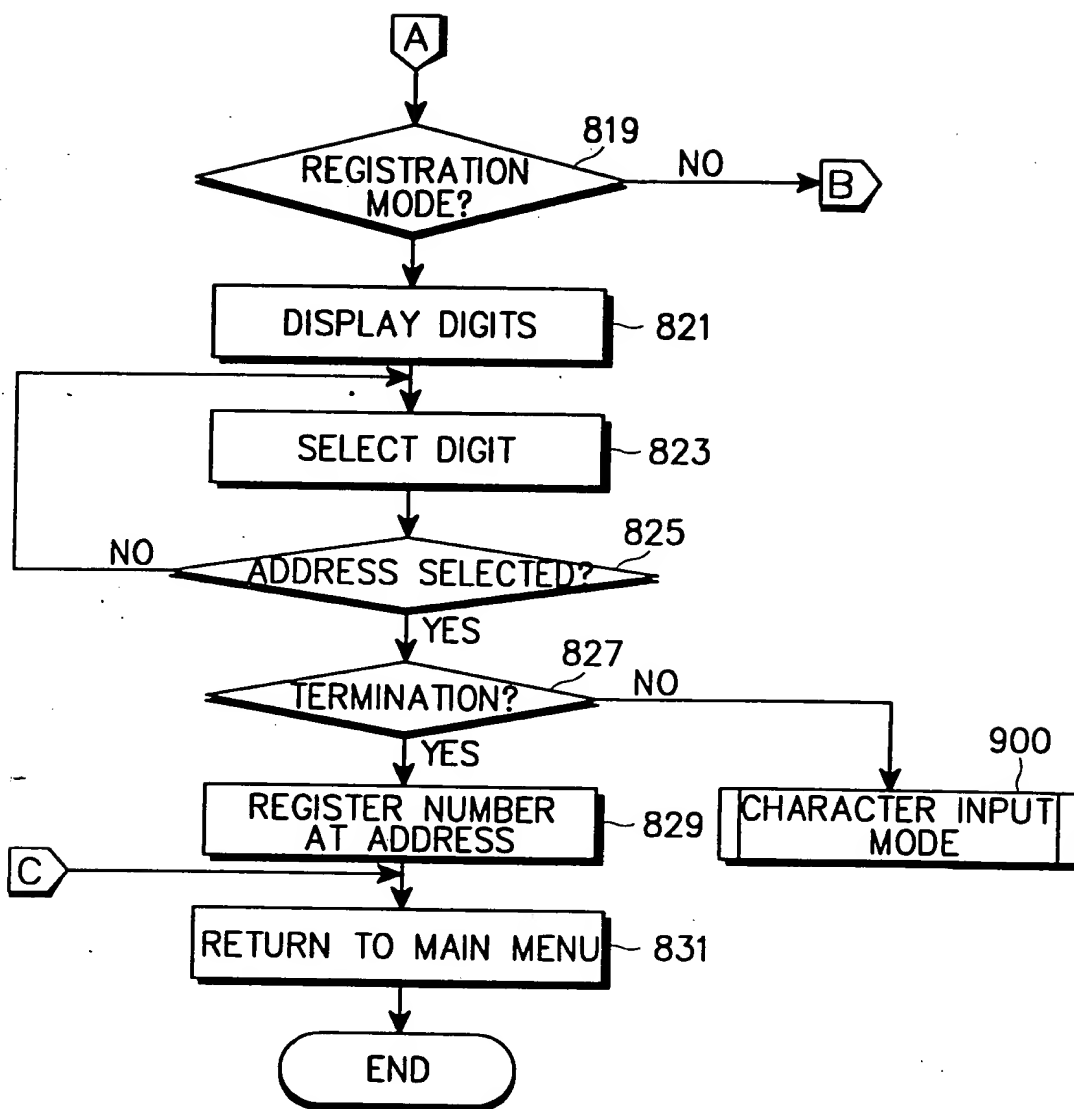 A
819
REGISTRATION
MODE?
NO
B
DISPLAY DIGITS
821
SELECT DIGIT
823
825
NO
ADDRESS SELECTED?
YES
827
TERMINATION?
NO
YES
900
REGISTER NUMBER
AT ADDRESS
829
CHARACTER INPUT
MODE
C
RETURN TO MAIN MENU
831
END